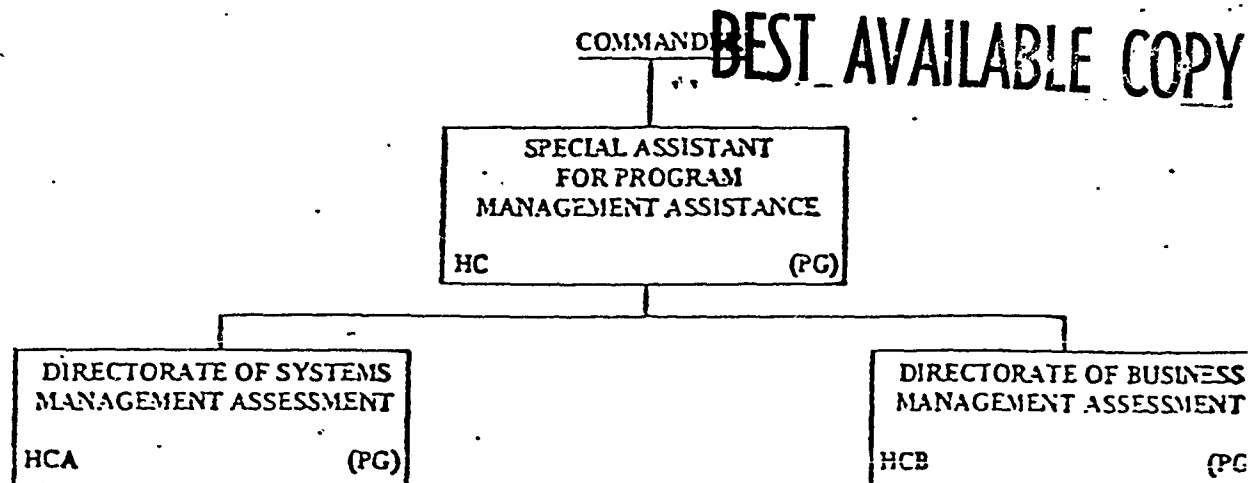 COMMANDER
BEST AVAILABLE COPY
SPECIAL ASSISTANT
FOR PROGRAM
MANAGEMENT ASSISTANCE
HC (PG)
DIRECTORATE OF SYSTEMS
MANAGEMENT ASSESSMENT
HCA (PG)
DIRECTORATE OF BUSINESS
MANAGEMENT ASSESSMENT
HCB (PG